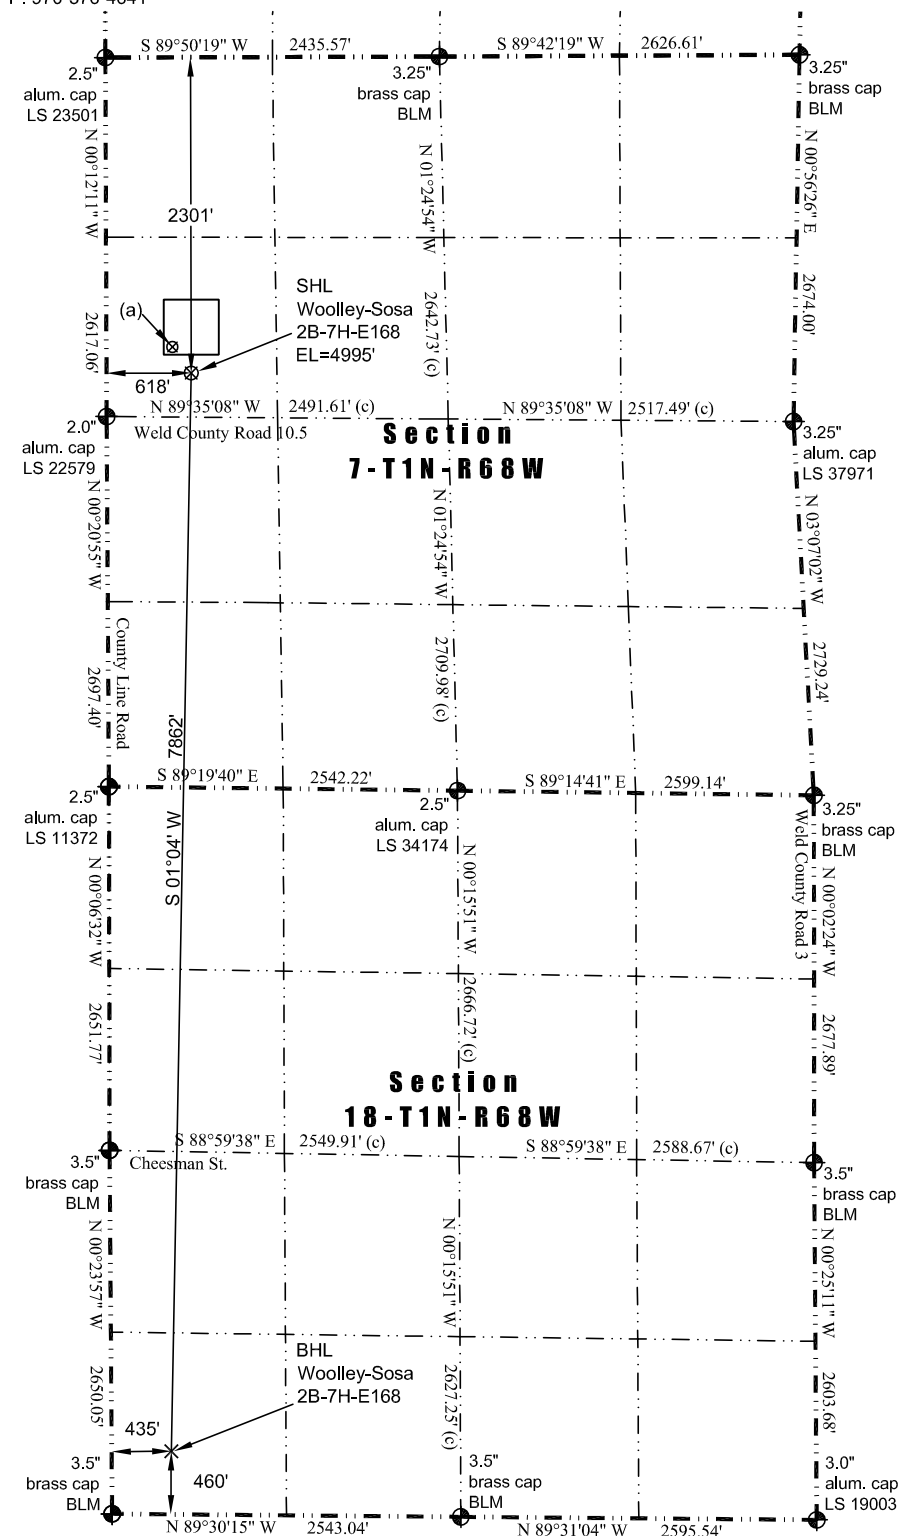 S 89°50'19" W 2435.57' S 89°42'19" W 2626.61'
2.5"
alum. cap
LS 23501
3.25"
brass cap
BLM
3.25"
brass cap
BLM
N 00°12'11" W
2617.06'
N 01°24'54" W
2642.73' (c)
N 00°56'26" E
2674.00'
2301'
(a)
SHL
Woolley-Sosa
2B-7H-E168
EL=4995'
618'
N 89°35'08" W 2491.61' (c) N 89°35'08" W 2517.49' (c)
Weld County Road 10.5
2.0"
alum. cap
LS 22579
Section
7-T1N-R68W
3.25"
alum. cap
LS 37971
N 00°20'55" W
2697.40'
County Line Road
N 01°24'54" W
2709.98' (c)
N 03°07'02" W
2729.24'
S 01°04' W 7862'
S 89°19'40" E 2542.22' S 89°14'41" E 2599.14'
2.5"
alum. cap
LS 11372
2.5"
alum. cap
LS 34174
3.25"
brass cap
BLM
N 00°06'32" W
2651.77'
N 00°15'51" W
2666.72' (c)
Weld County Road 3
N 00°02'24" W
2677.89'
Section
18-T1N-R68W
S 88°59'38" E 2549.91' (c) S 88°59'38" E 2588.67' (c)
Cheesman St.
3.5"
brass cap
BLM
3.5"
brass cap
BLM
N 00°23'57" W
2650.05'
N 00°15'51" W
2627.25' (c)
N 00°25'11" W
2603.68'
BHL
Woolley-Sosa
2B-7H-E168
435'
460'
3.5"
brass cap
BLM
3.5"
brass cap
BLM
3.0"
alum. cap
LS 19003
N 89°30'15" W 2543.04' N 89°31'04" W 2595.54'